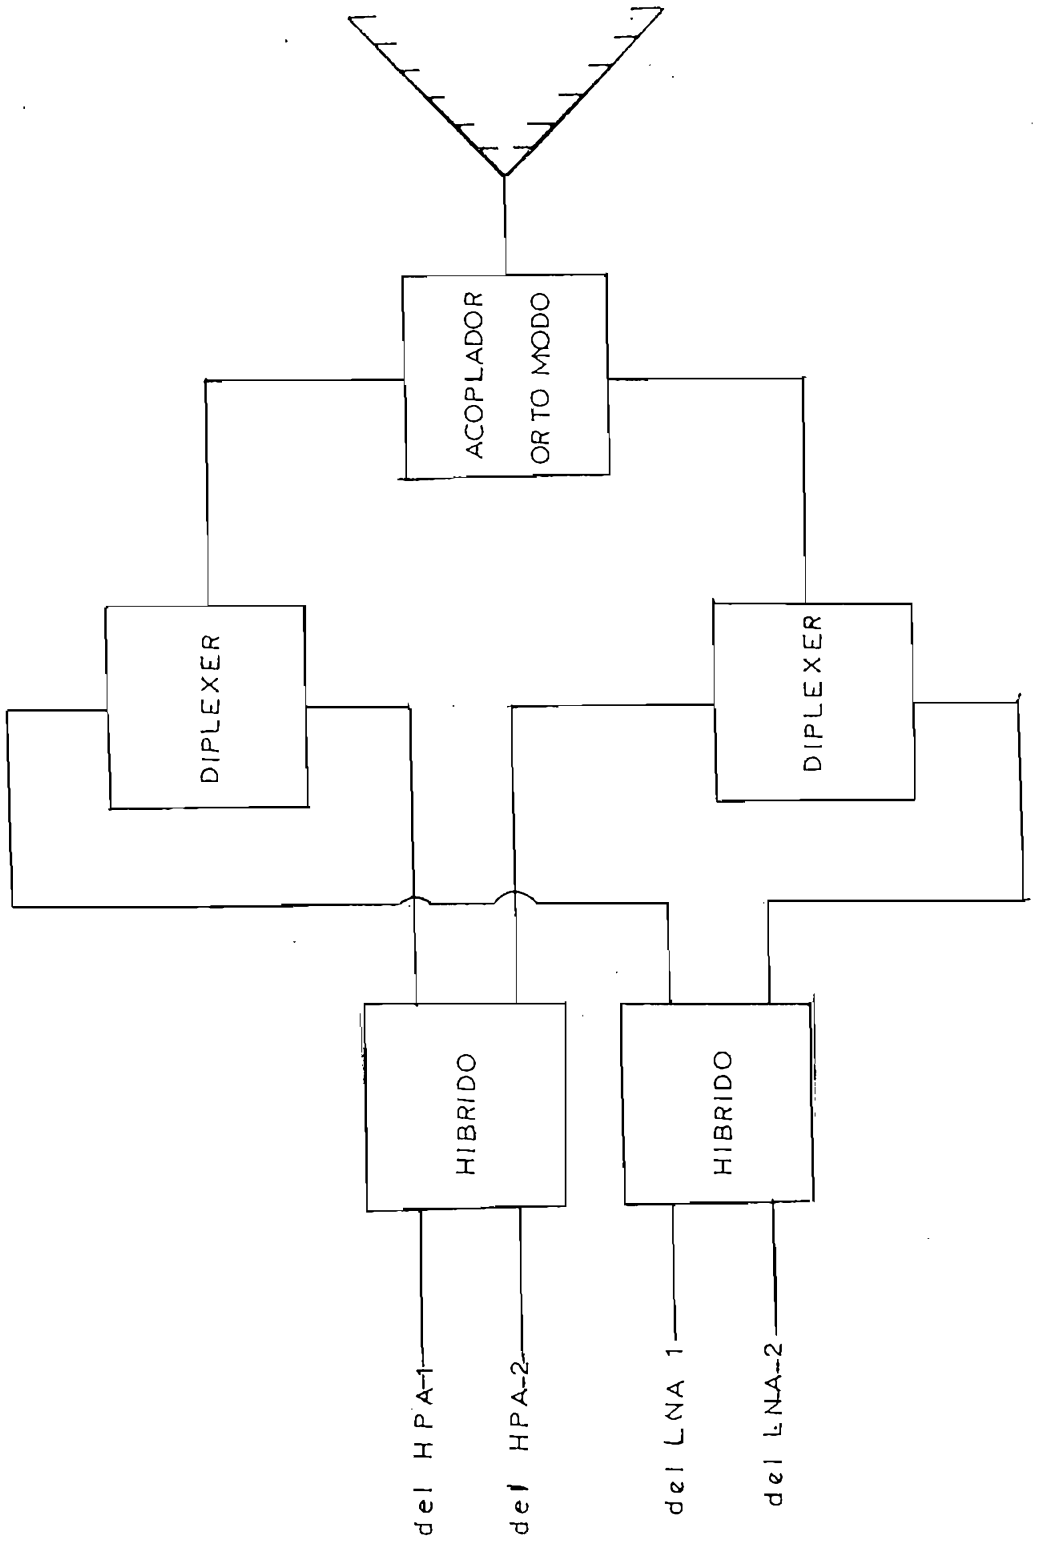 del HPA-1
del HPA-2
del LNA 1
del LNA-2
HIBRIDO
HIBRIDO
DIPLEXER
DIPLEXER
ACOPLADOR
ORTO MODO